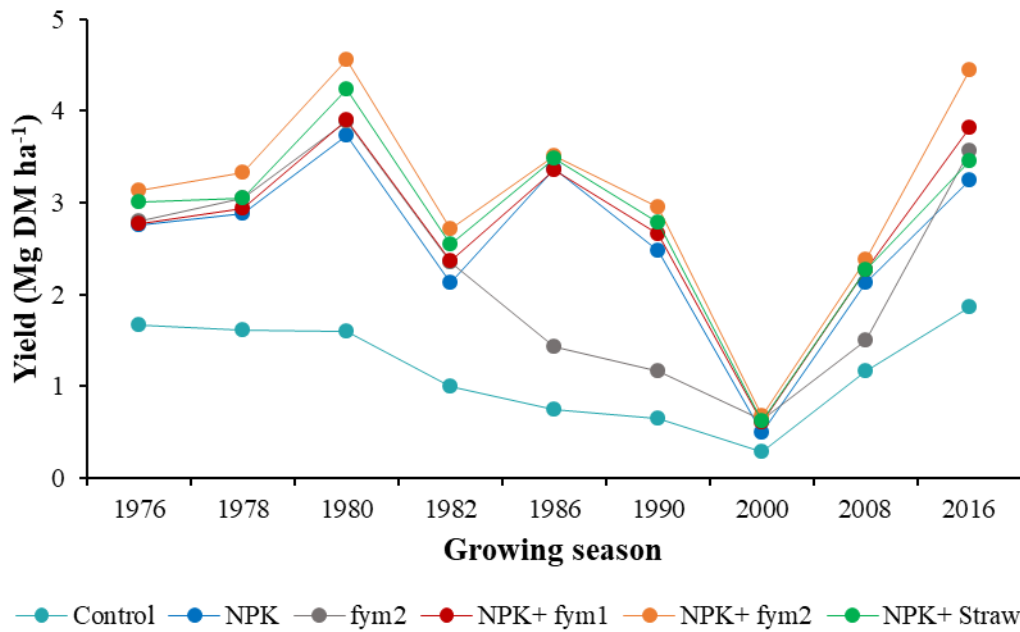 Yield (Mg DM ha⁻¹)
5
4
3
2
1
0
1976 1978 1980 1982 1986 1990 2000 2008 2016
Growing season
Control NPK fym2 NPK+ fym1 NPK+ fym2 NPK+ Straw